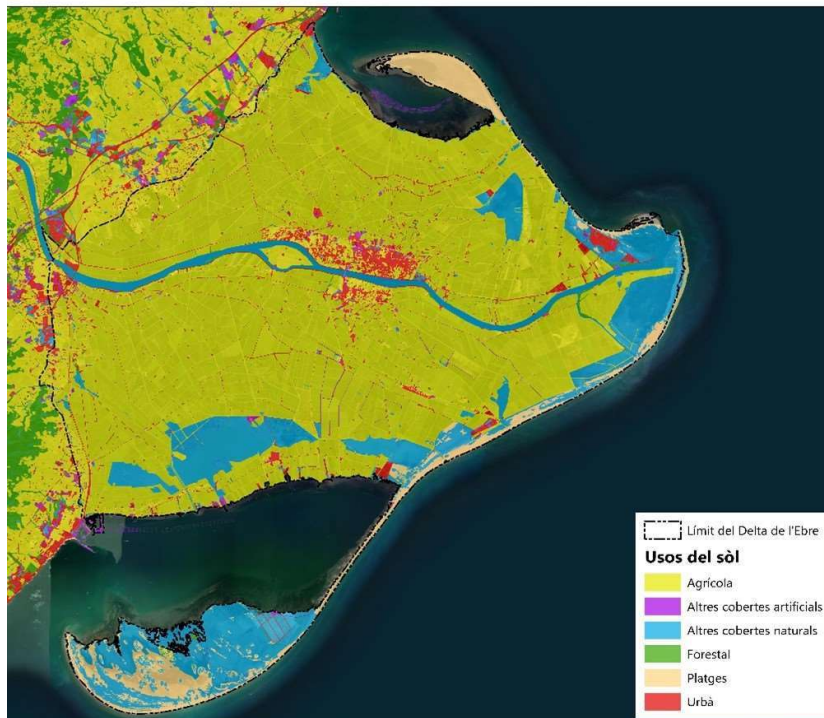 Límit del Delta de l'Ebre
Usos del sòl
Agrícola
Altres cobertes artificials
Altres cobertes naturals
Forestal
Platges
Urbà